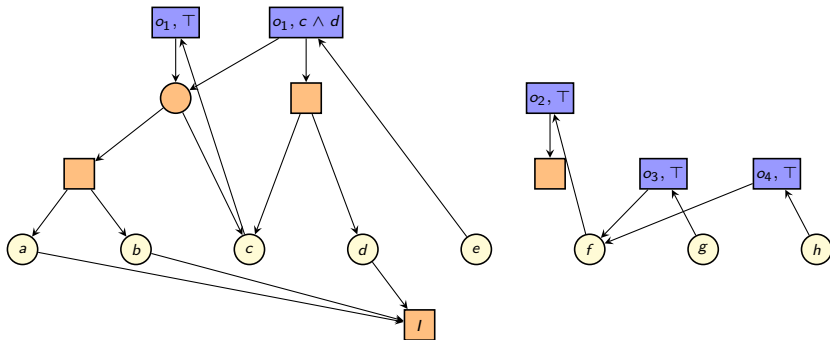 o₁, ⊤
o₁, c ∧ d
o₂, ⊤
o₃, ⊤
o₄, ⊤
a
b
c
d
e
f
g
h
I